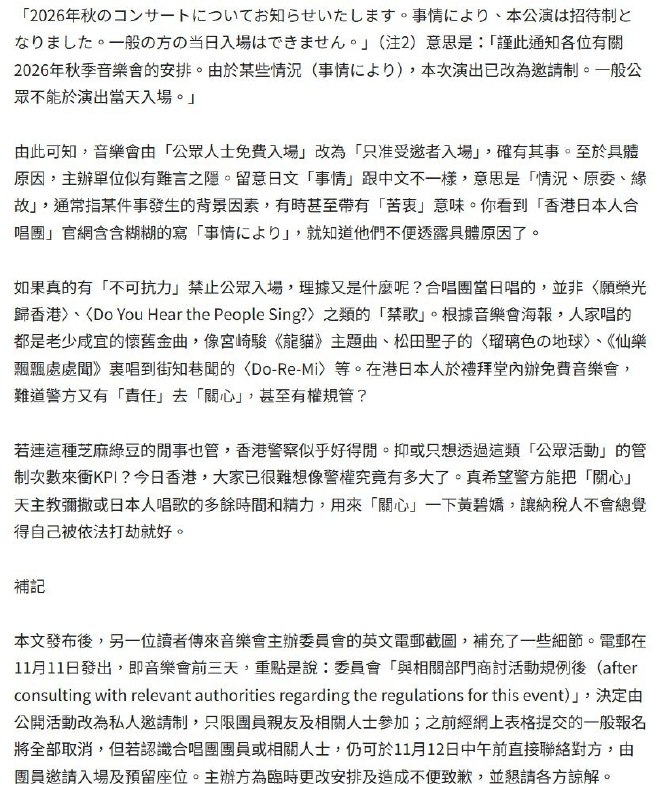 「2026年秋のコンサートについてお知らせいたします。事情により、本公演は招待制と
なりました。一般の方の当日入場はできません。」（注2）意思是：「謹此通知各位有關
2026年秋季音樂會的安排。由於某些情況（事情により），本次演出已改為邀請制。一般公
眾不能於演出當天入場。」
由此可知，音樂會由「公眾人士免費入場」改為「只准受邀者入場」，確有其事。至於具體
原因，主辦單位似有難言之隱。留意日文「事情」跟中文不一樣，意思是「情況、原委、緣
故」，通常指某件事發生的背景因素，有時甚至帶有「苦衷」意味。你看到「香港日本人合
唱團」官網含含糊糊的寫「事情により」，就知道他們不便透露具體原因了。
如果真的有「不可抗力」禁止公眾入場，理據又是什麼呢？合唱團當日唱的，並非〈願榮光
歸香港〉、〈Do You Hear the People Sing?〉之類的「禁歌」。根據音樂會海報，人家唱的
都是老少咸宜的懷舊金曲，像宮崎駿《龍貓》主題曲、松田聖子的〈瑠璃色の地球〉、《仙樂
飄飄處處聞》裏唱到街知巷聞的〈Do-Re-Mi〉等。在港日本人於禮拜堂內辦免費音樂會，
難道警方又有「責任」去「關心」，甚至有權規管？
若連這種芝麻綠豆的閒事也管，香港警察似乎好得閒。抑或只想透過這類「公眾活動」的管
制次數來衝KPI？今日香港，大家已很難想像警權究竟有多大了。真希望警方能把「關心」
天主教彌撒或日本人唱歌的多餘時間和精力，用來「關心」一下黃碧嬌，讓納稅人不會總覺
得自己被依法打劫就好。
補記
本文發布後，另一位讀者傳來音樂會主辦委員會的英文電郵截圖，補充了一些細節。電郵在
11月11日發出，即音樂會前三天，重點是說：委員會「與相關部門商討活動規例後（after
consulting with relevant authorities regarding the regulations for this event）」，決定由
公開活動改為私人邀請制，只限團員親友及相關人士參加；之前經網上表格提交的一般報名
將全部取消，但若認識合唱團團員或相關人士，仍可於11月12日中午前直接聯絡對方，由
團員邀請入場及預留座位。主辦方為臨時更改安排及造成不便致歉，並懇請各方諒解。